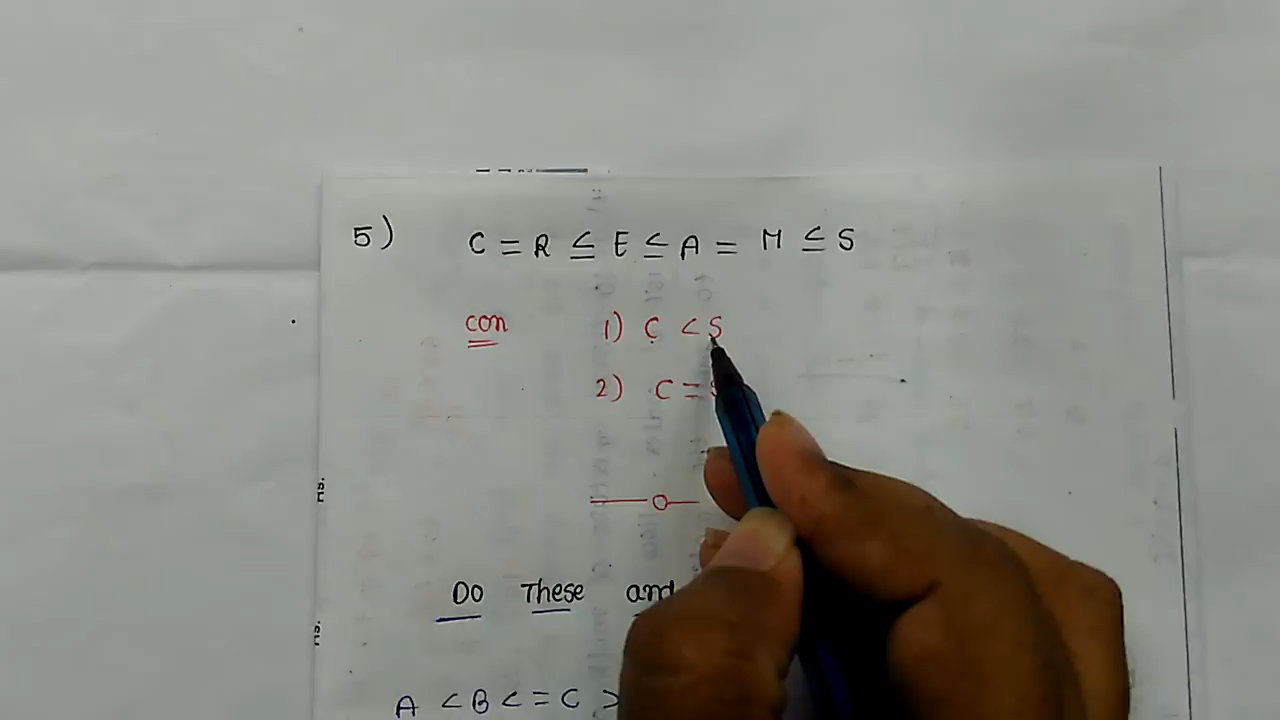 5) C = R ≤ E ≤ A = M ≤ S
con 1) C < S
2) C =
Do These and
A < B < = C >